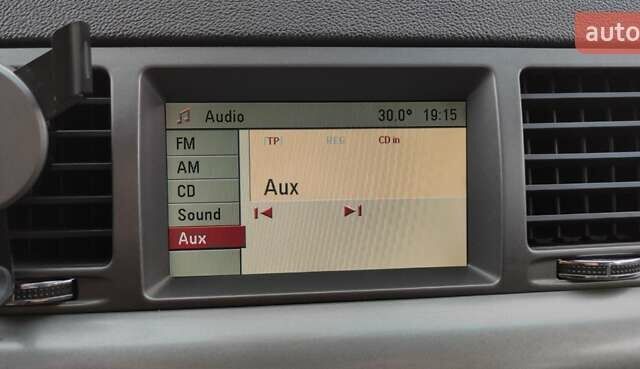 auto
Audio 30,0° 19:15
FM [TP] REG CD in
AM
CD Aux
Sound
Aux